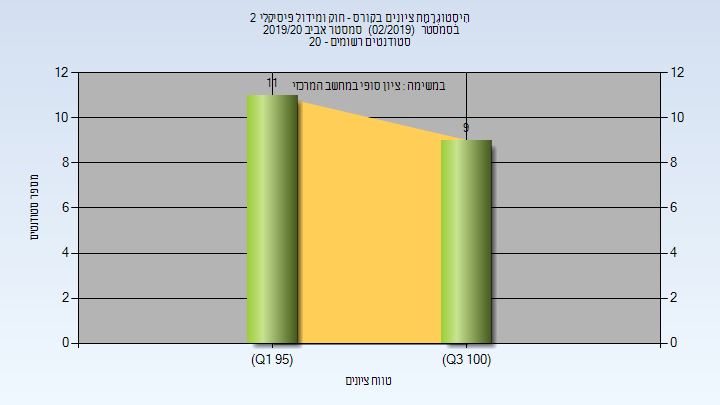 היסטוגרמת ציונים בקורס - חוק ומידול פיסיקלי 2
בסמסטר (02/2019) סמסטר אביב 2019/20
סטודנטים רשומים - 20
במשימה : ציון סופי במחשב המרכזי
12 12
10 10
8 8
6 6
4 4
2 2
0 0
11
9
מספר סטודנטים
(Q1 95) (Q3 100)
טווח ציונים